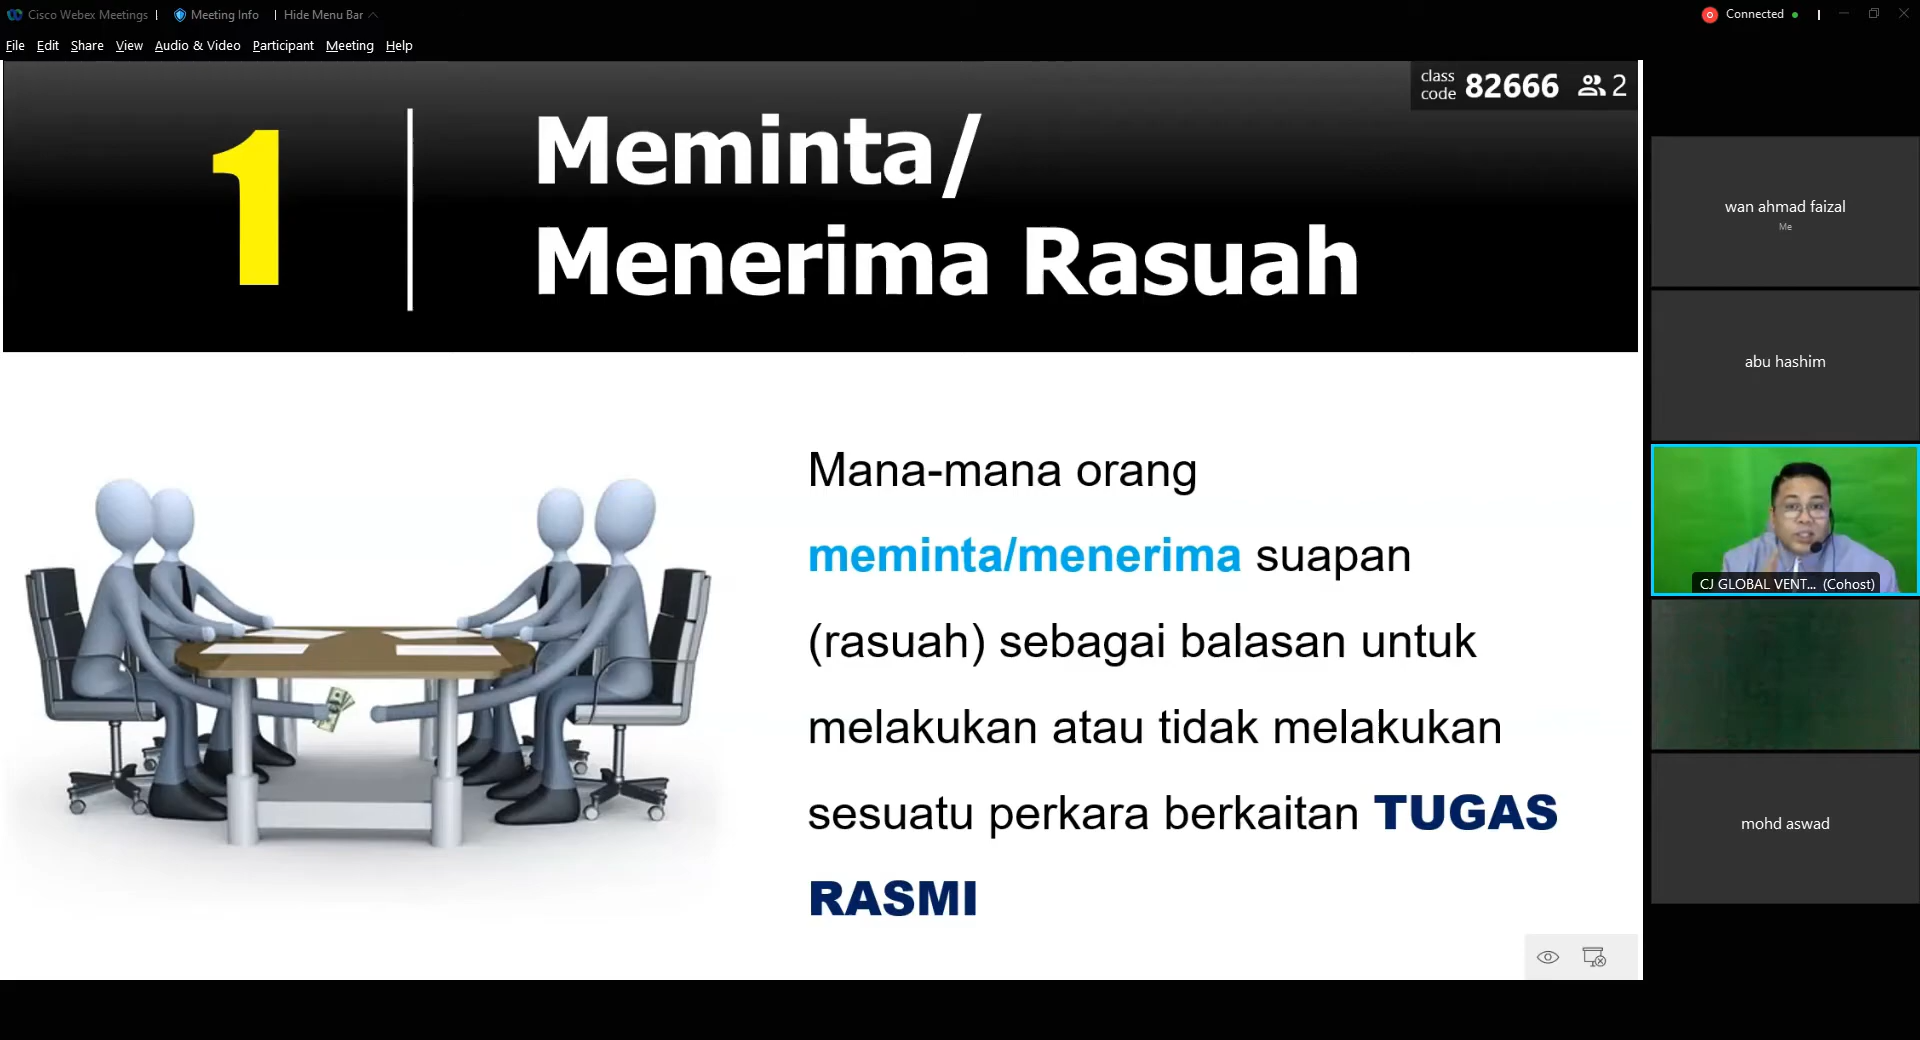 Cisco Webex Meetings | Meeting Info | Hide Menu Bar
Connected
File Edit Share View Audio & Video Participant Meeting Help
class code 82666 2
1
Meminta/
Menerima Rasuah
Mana-mana orang
meminta/menerima suapan
(rasuah) sebagai balasan untuk
melakukan atau tidak melakukan
sesuatu perkara berkaitan TUGAS
RASMI
wan ahmad faizal
Me
abu hashim
CJ GLOBAL VENT... (Cohost)
mohd aswad